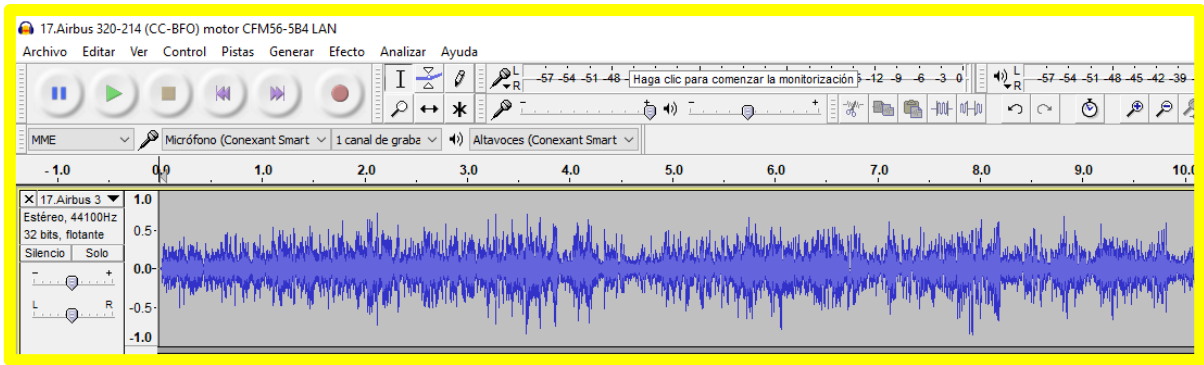 17.Airbus 320-214 (CC-BFO) motor CFM56-5B4 LAN
Archivo Editar Ver Control Pistas Generar Efecto Analizar Ayuda
L R -57 -54 -51 -48 - Haga clic para comenzar la monitorización -12 -9 -6 -3 0 L R -57 -54 -51 -48 -45 -42 -39
- + - +
MME Micrófono (Conexant Smart 1 canal de graba Altavoces (Conexant Smart
- 1.0 0,0 1.0 2.0 3.0 4.0 5.0 6.0 7.0 8.0 9.0 10.0
X 17.Airbus 3 1.0
Estéreo, 44100Hz
32 bits, flotante 0.5-
Silencio Solo
- + 0.0-
L R -0.5-
-1.0